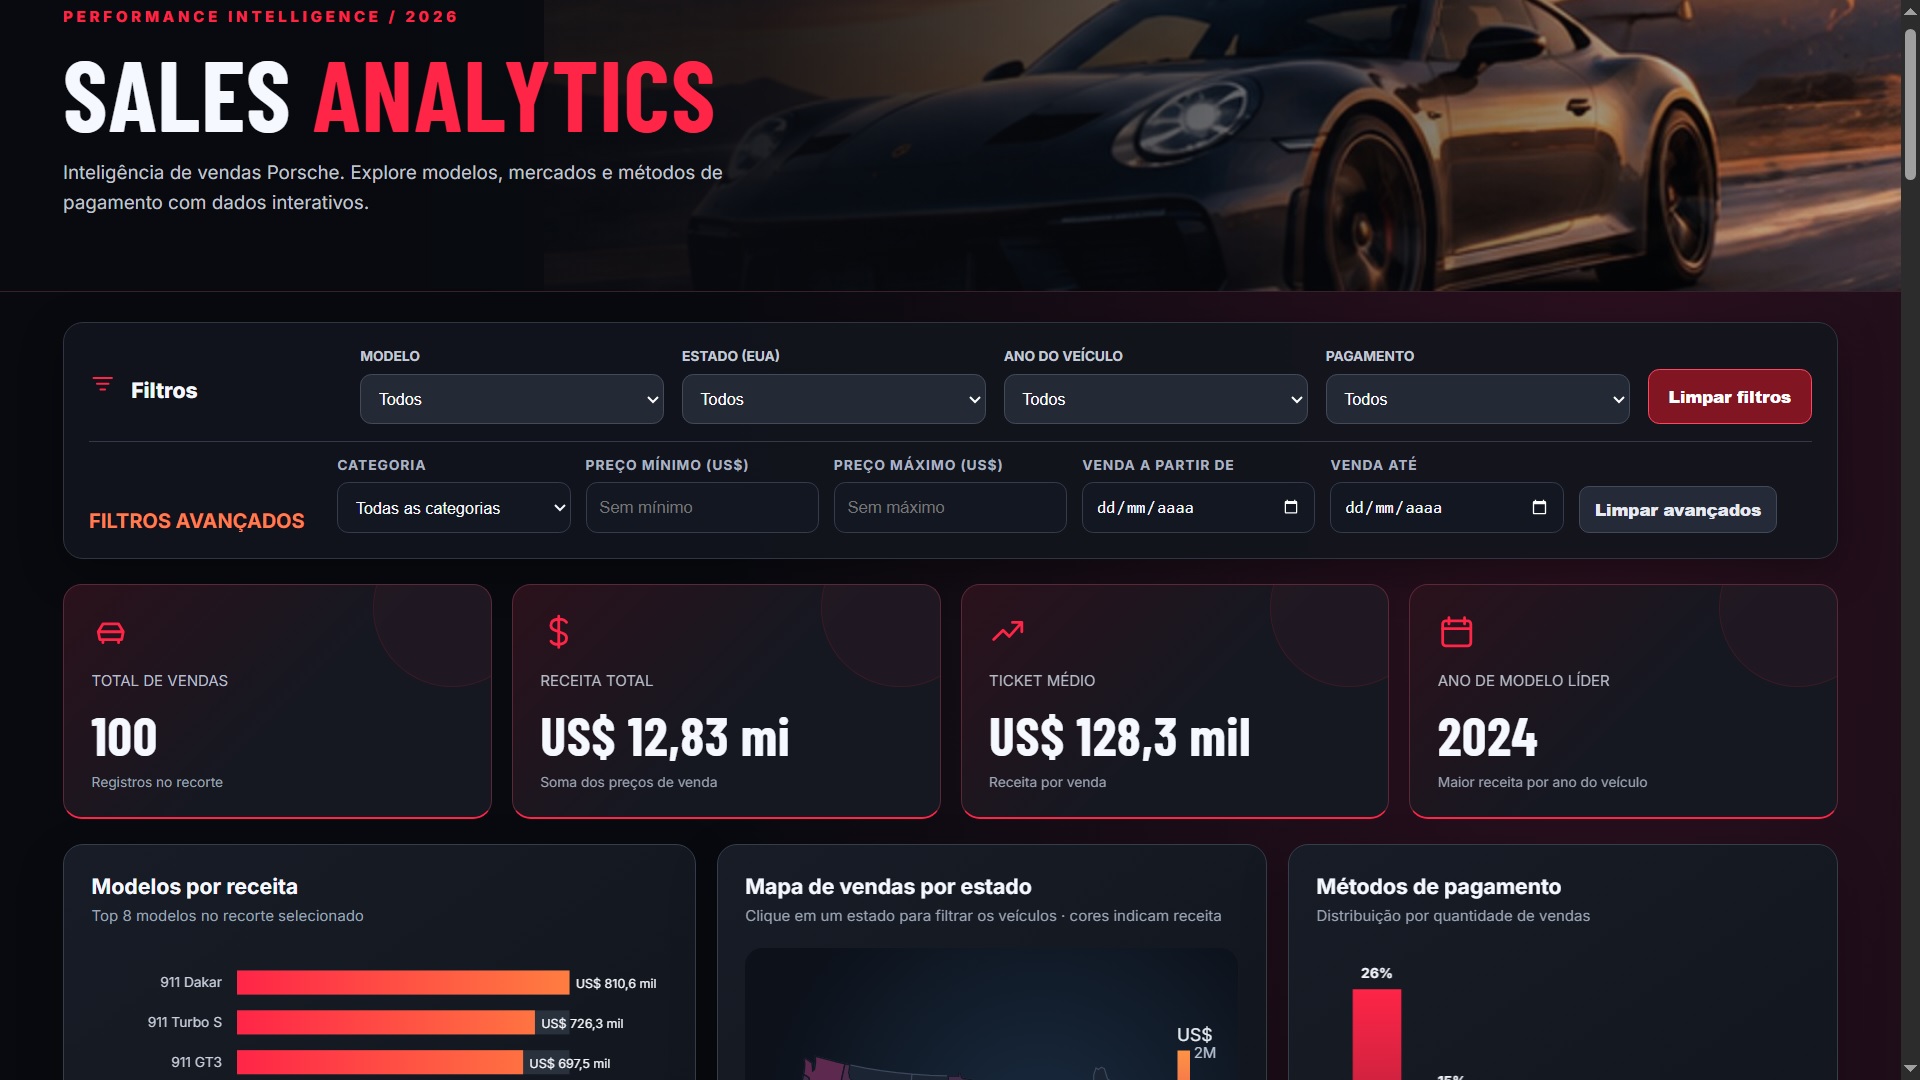 PERFORMANCE INTELLIGENCE / 2026
SALES ANALYTICS
Inteligência de vendas Porsche. Explore modelos, mercados e métodos de
pagamento com dados interativos.
Filtros
MODELO
Todos
ESTADO (EUA)
Todos
ANO DO VEÍCULO
Todos
PAGAMENTO
Todos
Limpar filtros
FILTROS AVANÇADOS
CATEGORIA
Todas as categorias
PREÇO MÍNIMO (US$)
Sem mínimo
PREÇO MÁXIMO (US$)
Sem máximo
VENDA A PARTIR DE
dd/mm/aaaa
VENDA ATÉ
dd/mm/aaaa
Limpar avançados
TOTAL DE VENDAS
100
Registros no recorte
RECEITA TOTAL
US$ 12,83 mi
Soma dos preços de venda
TICKET MÉDIO
US$ 128,3 mil
Receita por venda
ANO DE MODELO LÍDER
2024
Maior receita por ano do veículo
Modelos por receita
Top 8 modelos no recorte selecionado
911 Dakar US$ 810,6 mil
911 Turbo S US$ 726,3 mil
911 GT3 US$ 697,5 mil
Mapa de vendas por estado
Clique em um estado para filtrar os veículos · cores indicam receita
US$
2M
Métodos de pagamento
Distribuição por quantidade de vendas
26%